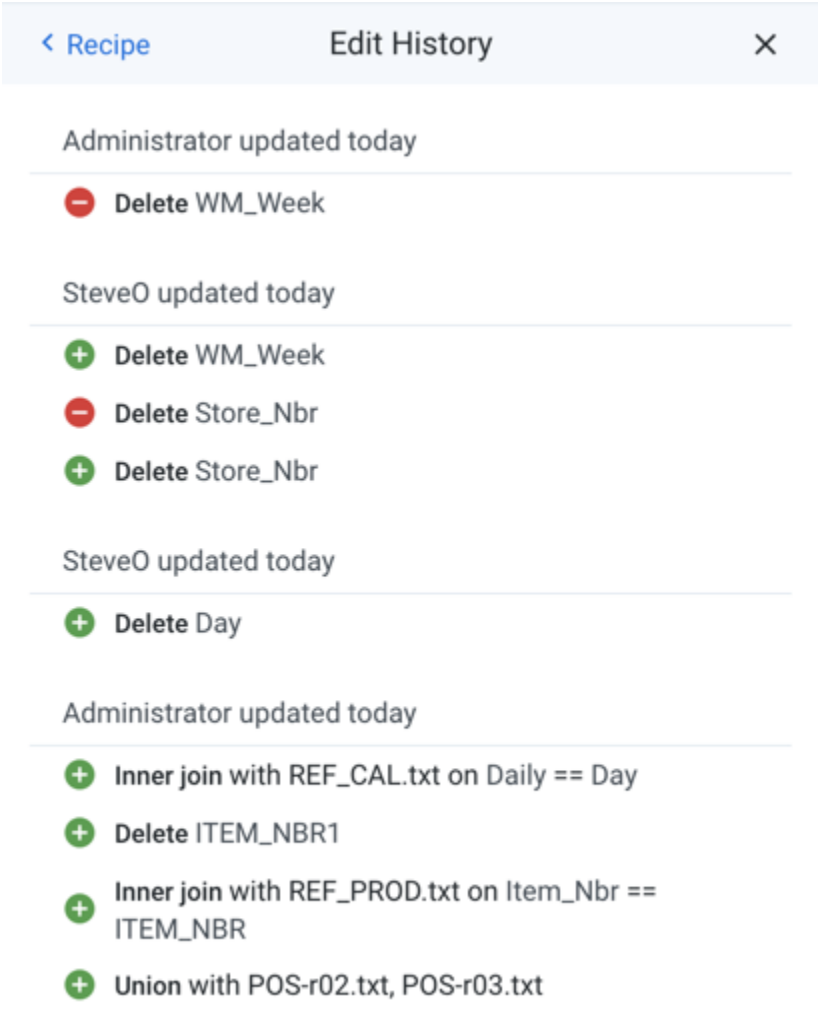 Recipe
Edit History
Administrator updated today
Delete WM_Week
SteveO updated today
Delete WM_Week
Delete Store_Nbr
Delete Store_Nbr
SteveO updated today
Delete Day
Administrator updated today
Inner join with REF_CAL.txt on Daily == Day
Delete ITEM_NBR1
Inner join with REF_PROD.txt on Item_Nbr ==
ITEM_NBR
Union with POS-r02.txt, POS-r03.txt